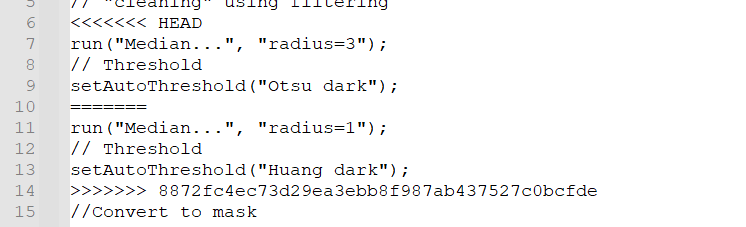 5 // "cleaning" using filtering
6 <<<<<<< HEAD
7 run("Median...", "radius=3");
8 // Threshold
9 setAutoThreshold("Otsu dark");
10 =======
11 run("Median...", "radius=1");
12 // Threshold
13 setAutoThreshold("Huang dark");
14 >>>>>>> 8872fc4ec73d29ea3ebb8f987ab437527c0bcfde
15 //Convert to mask